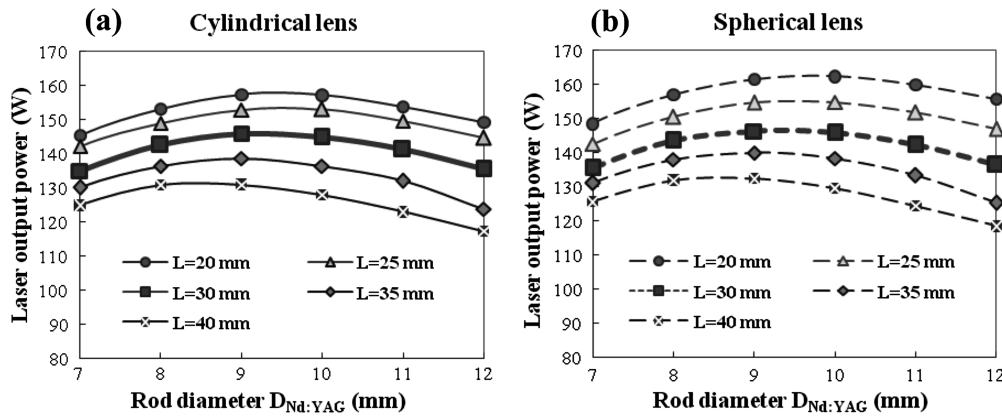 (a) Cylindrical lens
170
160
150
140
130
120
110
100
90
80
Laser output power (W)
L=20 mm L=25 mm
L=30 mm L=35 mm
L=40 mm
7 8 9 10 11 12
Rod diameter D_Nd:YAG (mm)
(b) Spherical lens
170
160
150
140
130
120
110
100
90
80
Laser output power (W)
L=20 mm L=25 mm
L=30 mm L=35 mm
L=40 mm
7 8 9 10 11 12
Rod diameter D_Nd:YAG (mm)